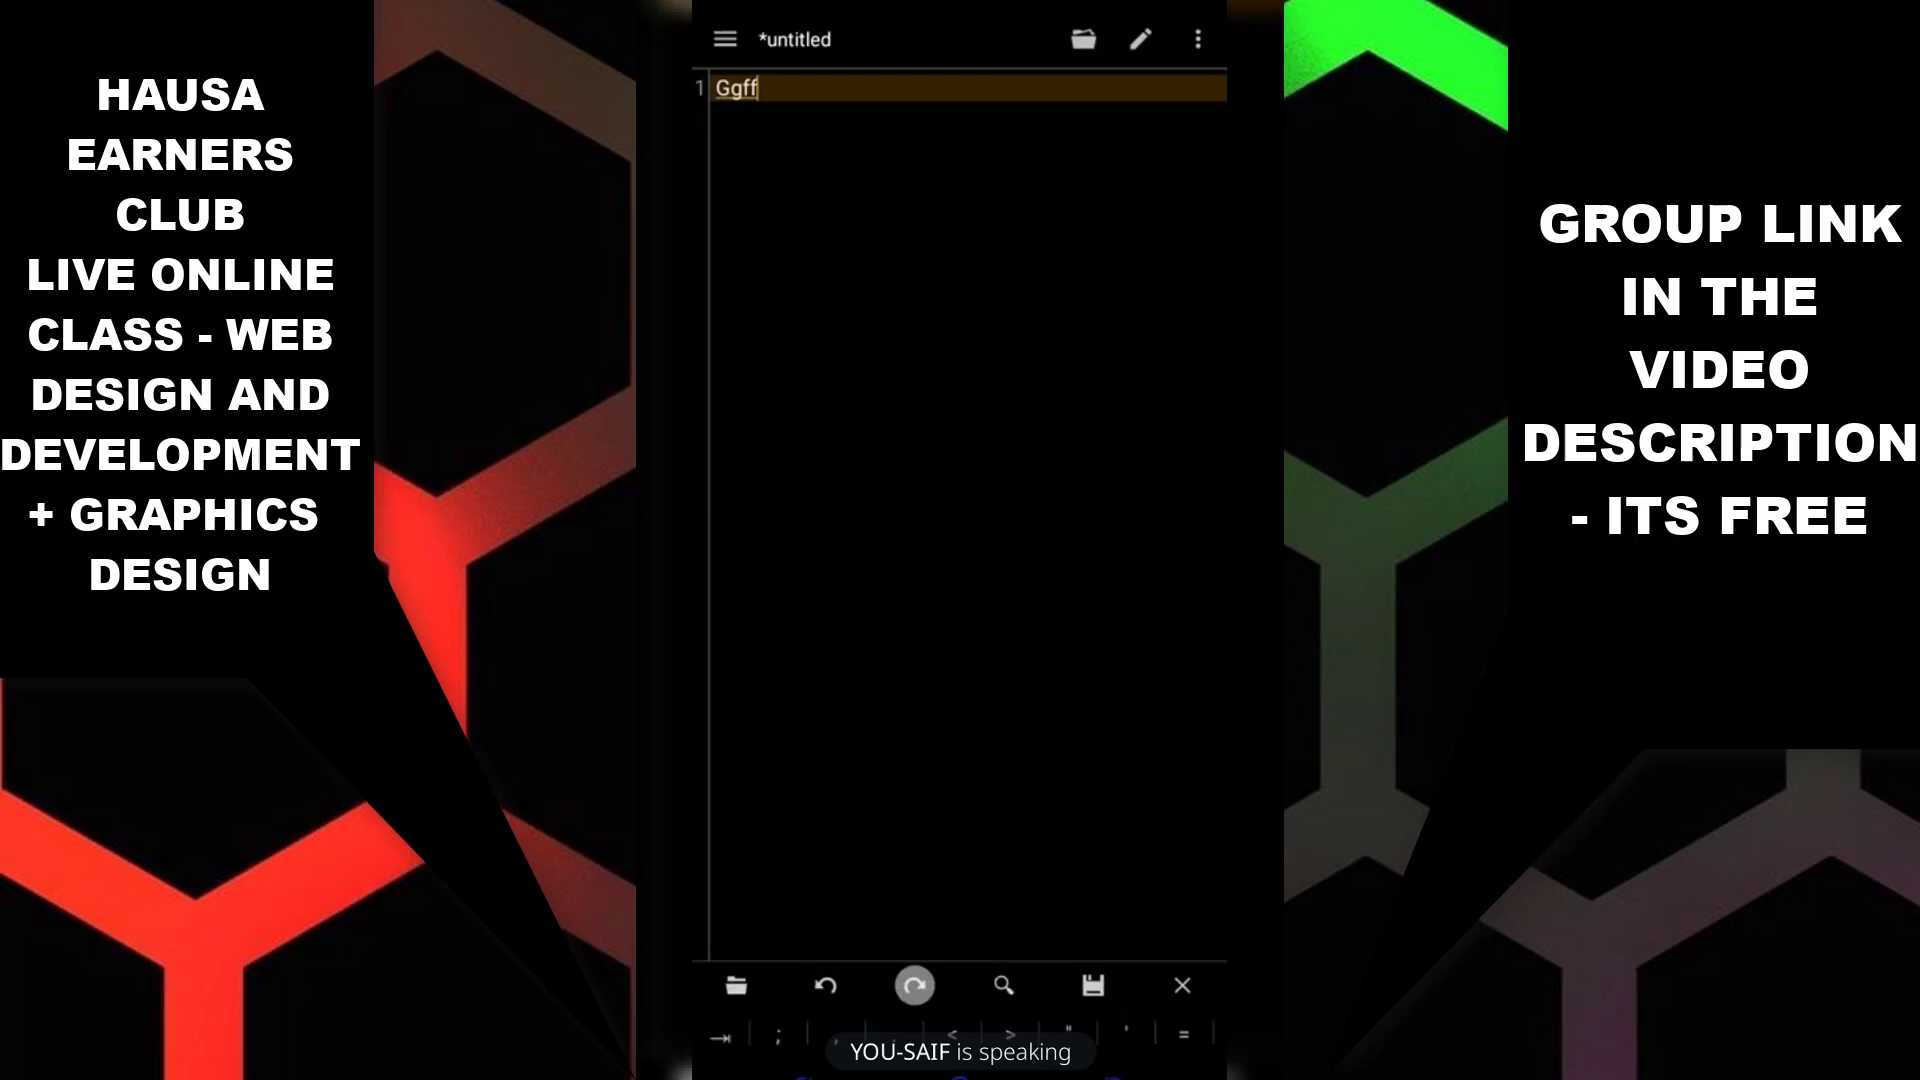 HAUSA
EARNERS
CLUB
LIVE ONLINE
CLASS - WEB
DESIGN AND
DEVELOPMENT
+ GRAPHICS
DESIGN
*untitled
1 Ggff
; , < > " ' =
YOU-SAIF is speaking
GROUP LINK
IN THE
VIDEO
DESCRIPTION
- ITS FREE